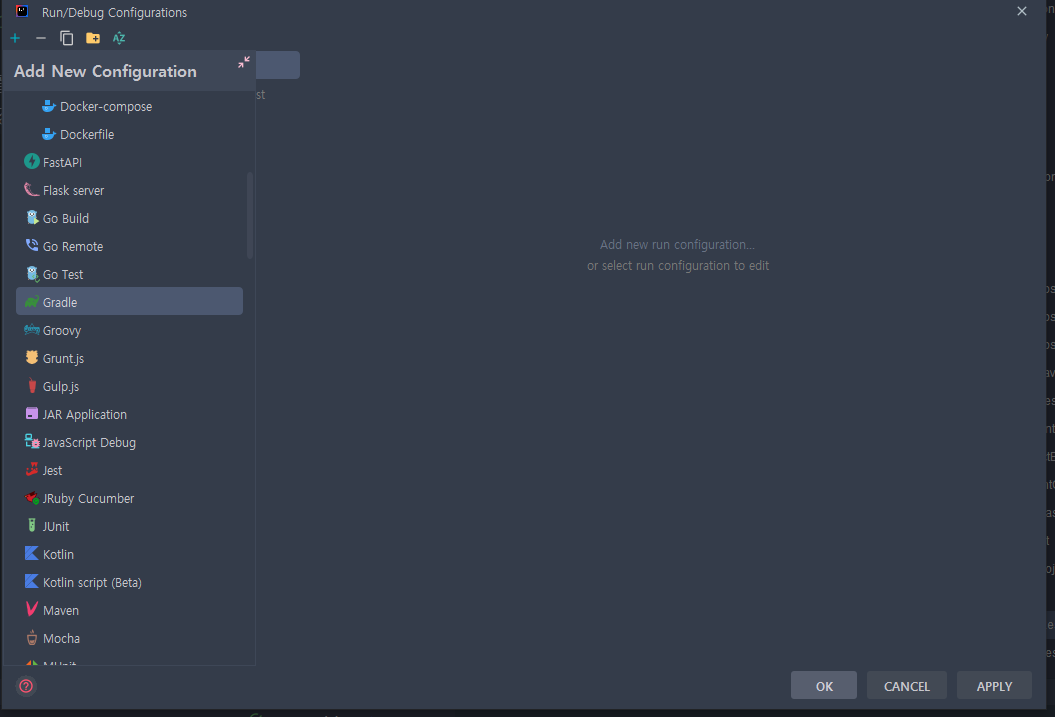 Run/Debug Configurations
Add New Configuration
st
Docker-compose
Dockerfile
FastAPI
Flask server
Go Build
Go Remote
Go Test
Gradle
Groovy
Grunt.js
Gulp.js
JAR Application
JavaScript Debug
Jest
JRuby Cucumber
JUnit
Kotlin
Kotlin script (Beta)
Maven
Mocha
MUnit
Add new run configuration...
or select run configuration to edit
OK
CANCEL
APPLY